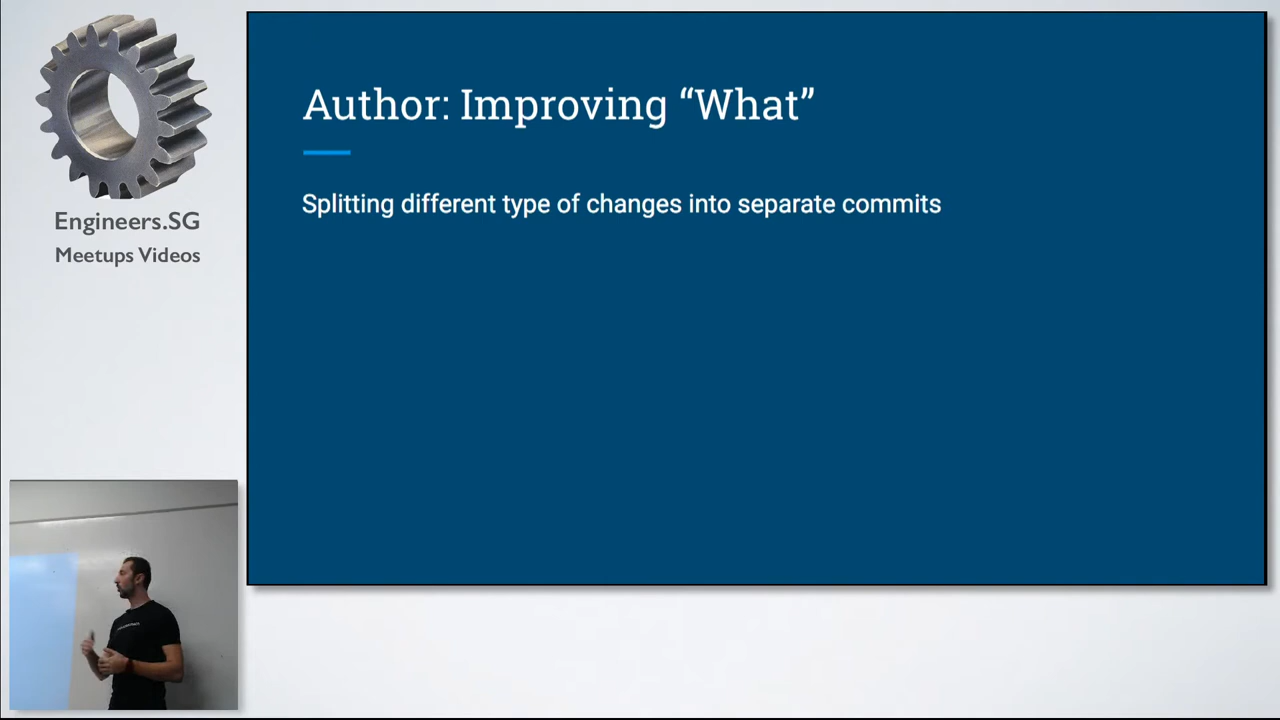 Author: Improving “What”
Splitting different type of changes into separate commits
Engineers.SG
Meetups Videos